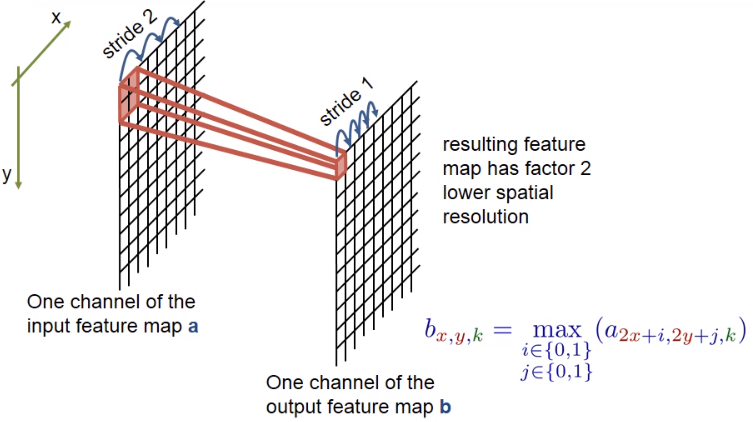 x
stride 2
stride 1
y
resulting feature
map has factor 2
lower spatial
resolution
One channel of the
input feature map a
b_{x,y,k} = max_{i∈{0,1} j∈{0,1}} (a_{2x+i,2y+j,k})
One channel of the
output feature map b